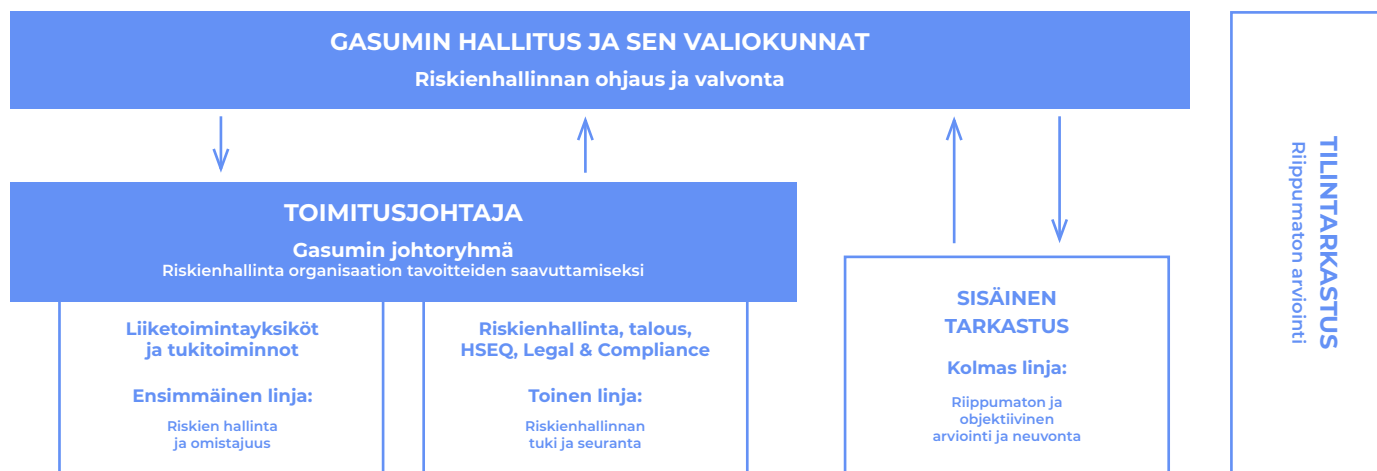 GASUMIN HALLITUS JA SEN VALIOKUNNAT
Riskienhallinnan ohjaus ja valvonta
TOIMITUSJOHTAJA
Gasumin johtoryhmä
Riskienhallinta organisaation tavoitteiden saavuttamiseksi
Liiketoimintayksiköt
ja tukitoiminnot
Ensimmäinen linja:
Riskien hallinta
ja omistajuus
Riskienhallinta, talous,
HSEQ, Legal & Compliance
Toinen linja:
Riskienhallinnan
tuki ja seuranta
SISÄINEN
TARKASTUS
Kolmas linja:
Riippumaton ja
objektiivinen
arviointi ja neuvonta
TILINTARKASTUS
Riippumaton arviointi